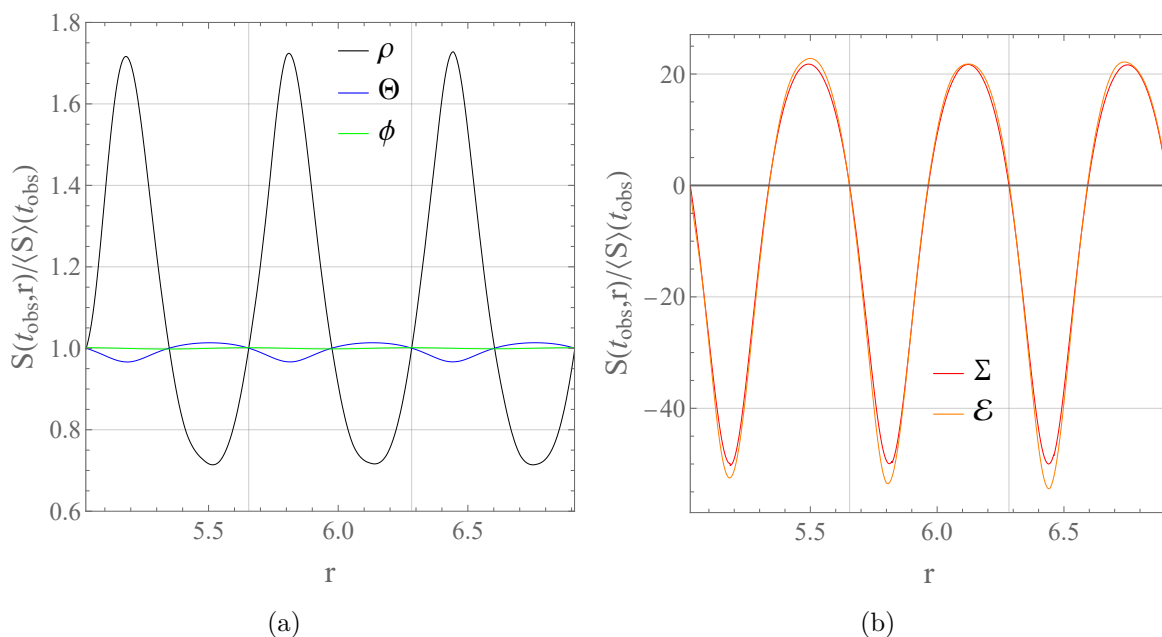 1.8
1.6
1.4
1.2
1.0
0.8
0.6
5.5
6.0
6.5
ρ
Θ
ϕ
S(t_obs,r)/⟨S⟩(t_obs)
r
(a)
20
0
-20
-40
5.5
6.0
6.5
Σ
ℰ
S(t_obs,r)/⟨S⟩(t_obs)
r
(b)